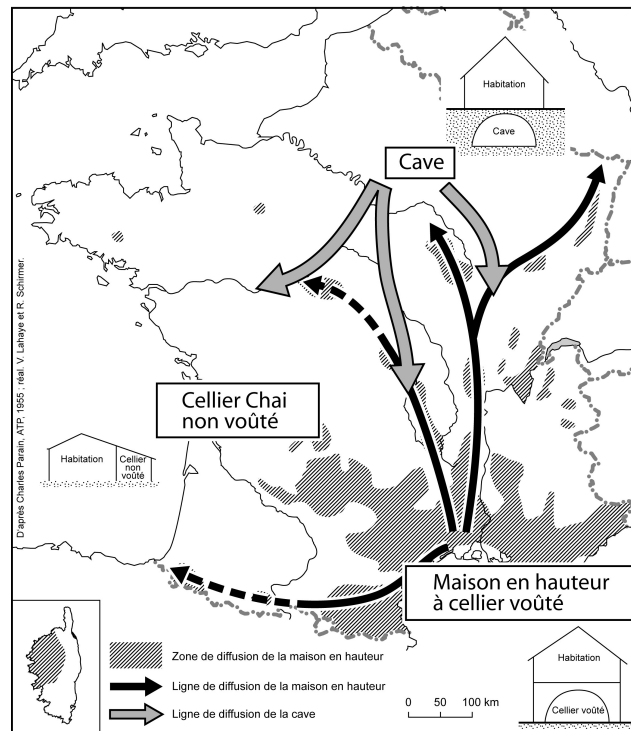 Habitation
Cave
Cave
D'après Charles Parain, ATP, 1955 ; réal. V. Lahaye et R. Schirmer.
Cellier Chai
non voûté
Habitation
Cellier
non
voûté
Maison en hauteur
à cellier voûté
Zone de diffusion de la maison en hauteur
Ligne de diffusion de la maison en hauteur
Ligne de diffusion de la cave
0 50 100 km
Habitation
Cellier voûté